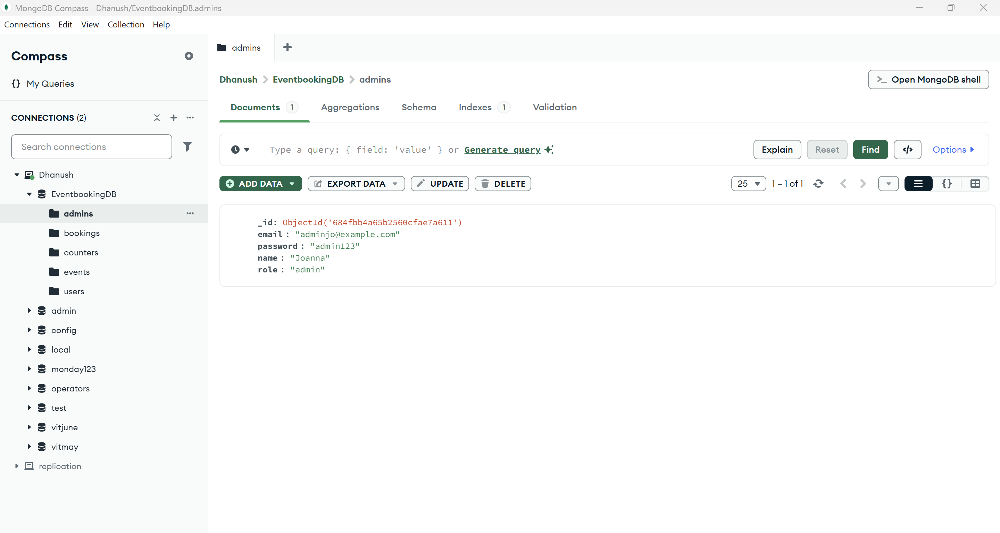 MongoDB Compass - Dhanush/EventbookingDB.admins
Connections Edit View Collection Help
Compass
{} My Queries
CONNECTIONS (2)
Search connections
Dhanush
EventbookingDB
admins
bookings
counters
events
users
admin
config
local
monday123
operators
test
vitjune
vitmay
replication
admins
Dhanush > EventbookingDB > admins
>_ Open MongoDB shell
Documents 1 Aggregations Schema Indexes 1 Validation
Type a query: { field: 'value' } or Generate query
Explain Reset Find </> Options
ADD DATA EXPORT DATA UPDATE DELETE
25 1 – 1 of 1 {}
_id: ObjectId('684fbb4a65b2560cfae7a611')
email : "adminjo@example.com"
password : "admin123"
name : "Joanna"
role : "admin"